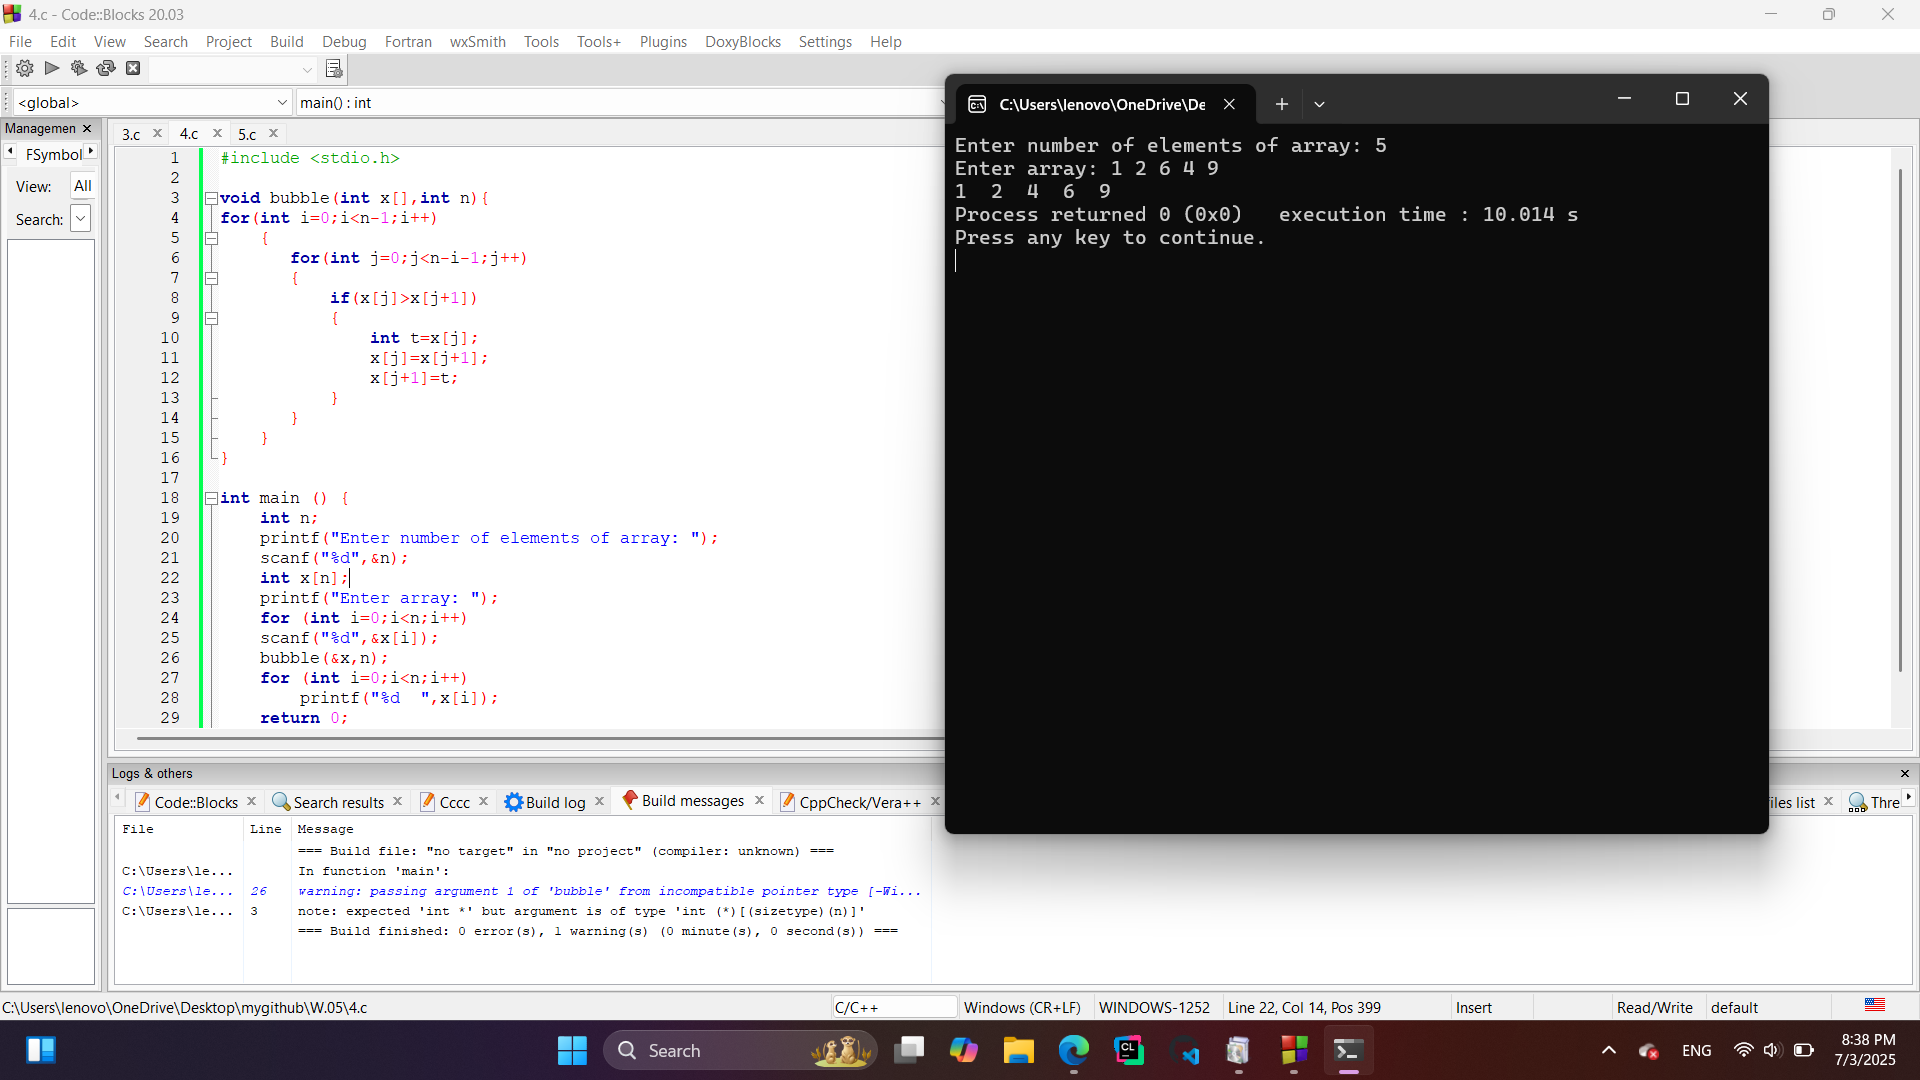 4.c - Code::Blocks 20.03
File Edit View Search Project Build Debug Fortran wxSmith Tools Tools+ Plugins DoxyBlocks Settings Help
<global> main() : int
Managemen
FSymbol
View: All
Search:
3.c 4.c 5.c
1 #include <stdio.h>
2
3 void bubble(int x[],int n){
4 for(int i=0;i<n-1;i++)
5 {
6 for(int j=0;j<n-i-1;j++)
7 {
8 if(x[j]>x[j+1])
9 {
10 int t=x[j];
11 x[j]=x[j+1];
12 x[j+1]=t;
13 }
14 }
15 }
16 }
17
18 int main () {
19 int n;
20 printf("Enter number of elements of array: ");
21 scanf("%d",&n);
22 int x[n];
23 printf("Enter array: ");
24 for (int i=0;i<n;i++)
25 scanf("%d",&x[i]);
26 bubble(&x,n);
27 for (int i=0;i<n;i++)
28 printf("%d  ",x[i]);
29 return 0;
C:\Users\lenovo\OneDrive\De
Enter number of elements of array: 5
Enter array: 1 2 6 4 9
1  2  4  6  9
Process returned 0 (0x0)   execution time : 10.014 s
Press any key to continue.
Logs & others
Code::Blocks Search results Cccc Build log Build messages CppCheck/Vera++ files list Thre
File Line Message
=== Build file: "no target" in "no project" (compiler: unknown) ===
C:\Users\le... In function 'main':
C:\Users\le... 26 warning: passing argument 1 of 'bubble' from incompatible pointer type [-Wi...
C:\Users\le... 3 note: expected 'int *' but argument is of type 'int (*)[(sizetype)(n)]'
=== Build finished: 0 error(s), 1 warning(s) (0 minute(s), 0 second(s)) ===
C:\Users\lenovo\OneDrive\Desktop\mygithub\W.05\4.c C/C++ Windows (CR+LF) WINDOWS-1252 Line 22, Col 14, Pos 399 Insert Read/Write default
Search
CL
ENG
8:38 PM
7/3/2025